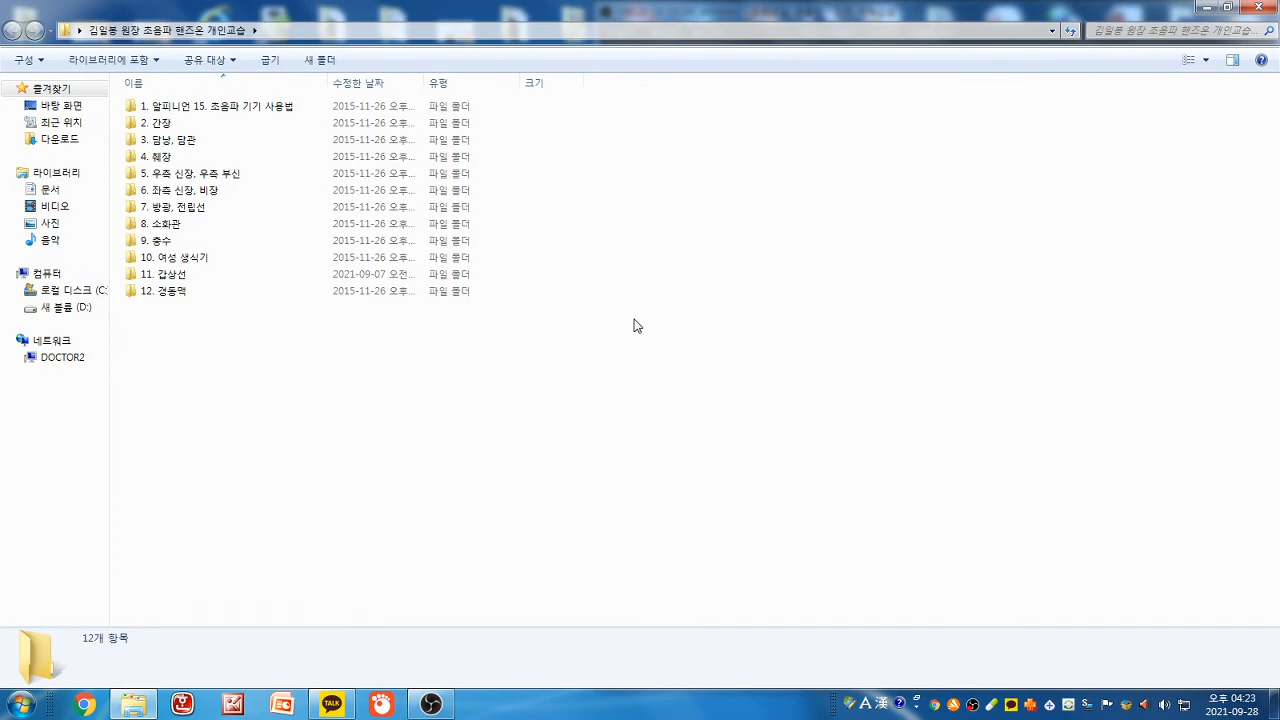 김일봉 원장 초음파 핸즈온 개인교습
김일봉 원장 초음파 핸즈온 개인교습...
구성 라이브러리에 포함 공유 대상 굽기 새 폴더
즐겨찾기
바탕 화면
최근 위치
다운로드
라이브러리
문서
비디오
사진
음악
컴퓨터
로컬 디스크 (C:
새 볼륨 (D:)
네트워크
DOCTOR2
이름 수정한 날짜 유형 크기
1. 알피니언 15. 초음파 기기 사용법 2015-11-26 오후... 파일 폴더
2. 간장 2015-11-26 오후... 파일 폴더
3. 담낭, 담관 2015-11-26 오후... 파일 폴더
4. 췌장 2015-11-26 오후... 파일 폴더
5. 우측 신장, 우측 부신 2015-11-26 오후... 파일 폴더
6. 좌측 신장, 비장 2015-11-26 오후... 파일 폴더
7. 방광, 전립선 2015-11-26 오후... 파일 폴더
8. 소화관 2015-11-26 오후... 파일 폴더
9. 충수 2015-11-26 오후... 파일 폴더
10. 여성 생식기 2015-11-26 오후... 파일 폴더
11. 갑상선 2021-09-07 오전... 파일 폴더
12. 경동맥 2015-11-26 오후... 파일 폴더
12개 항목
TALK
A 漢
오후 04:23
2021-09-28